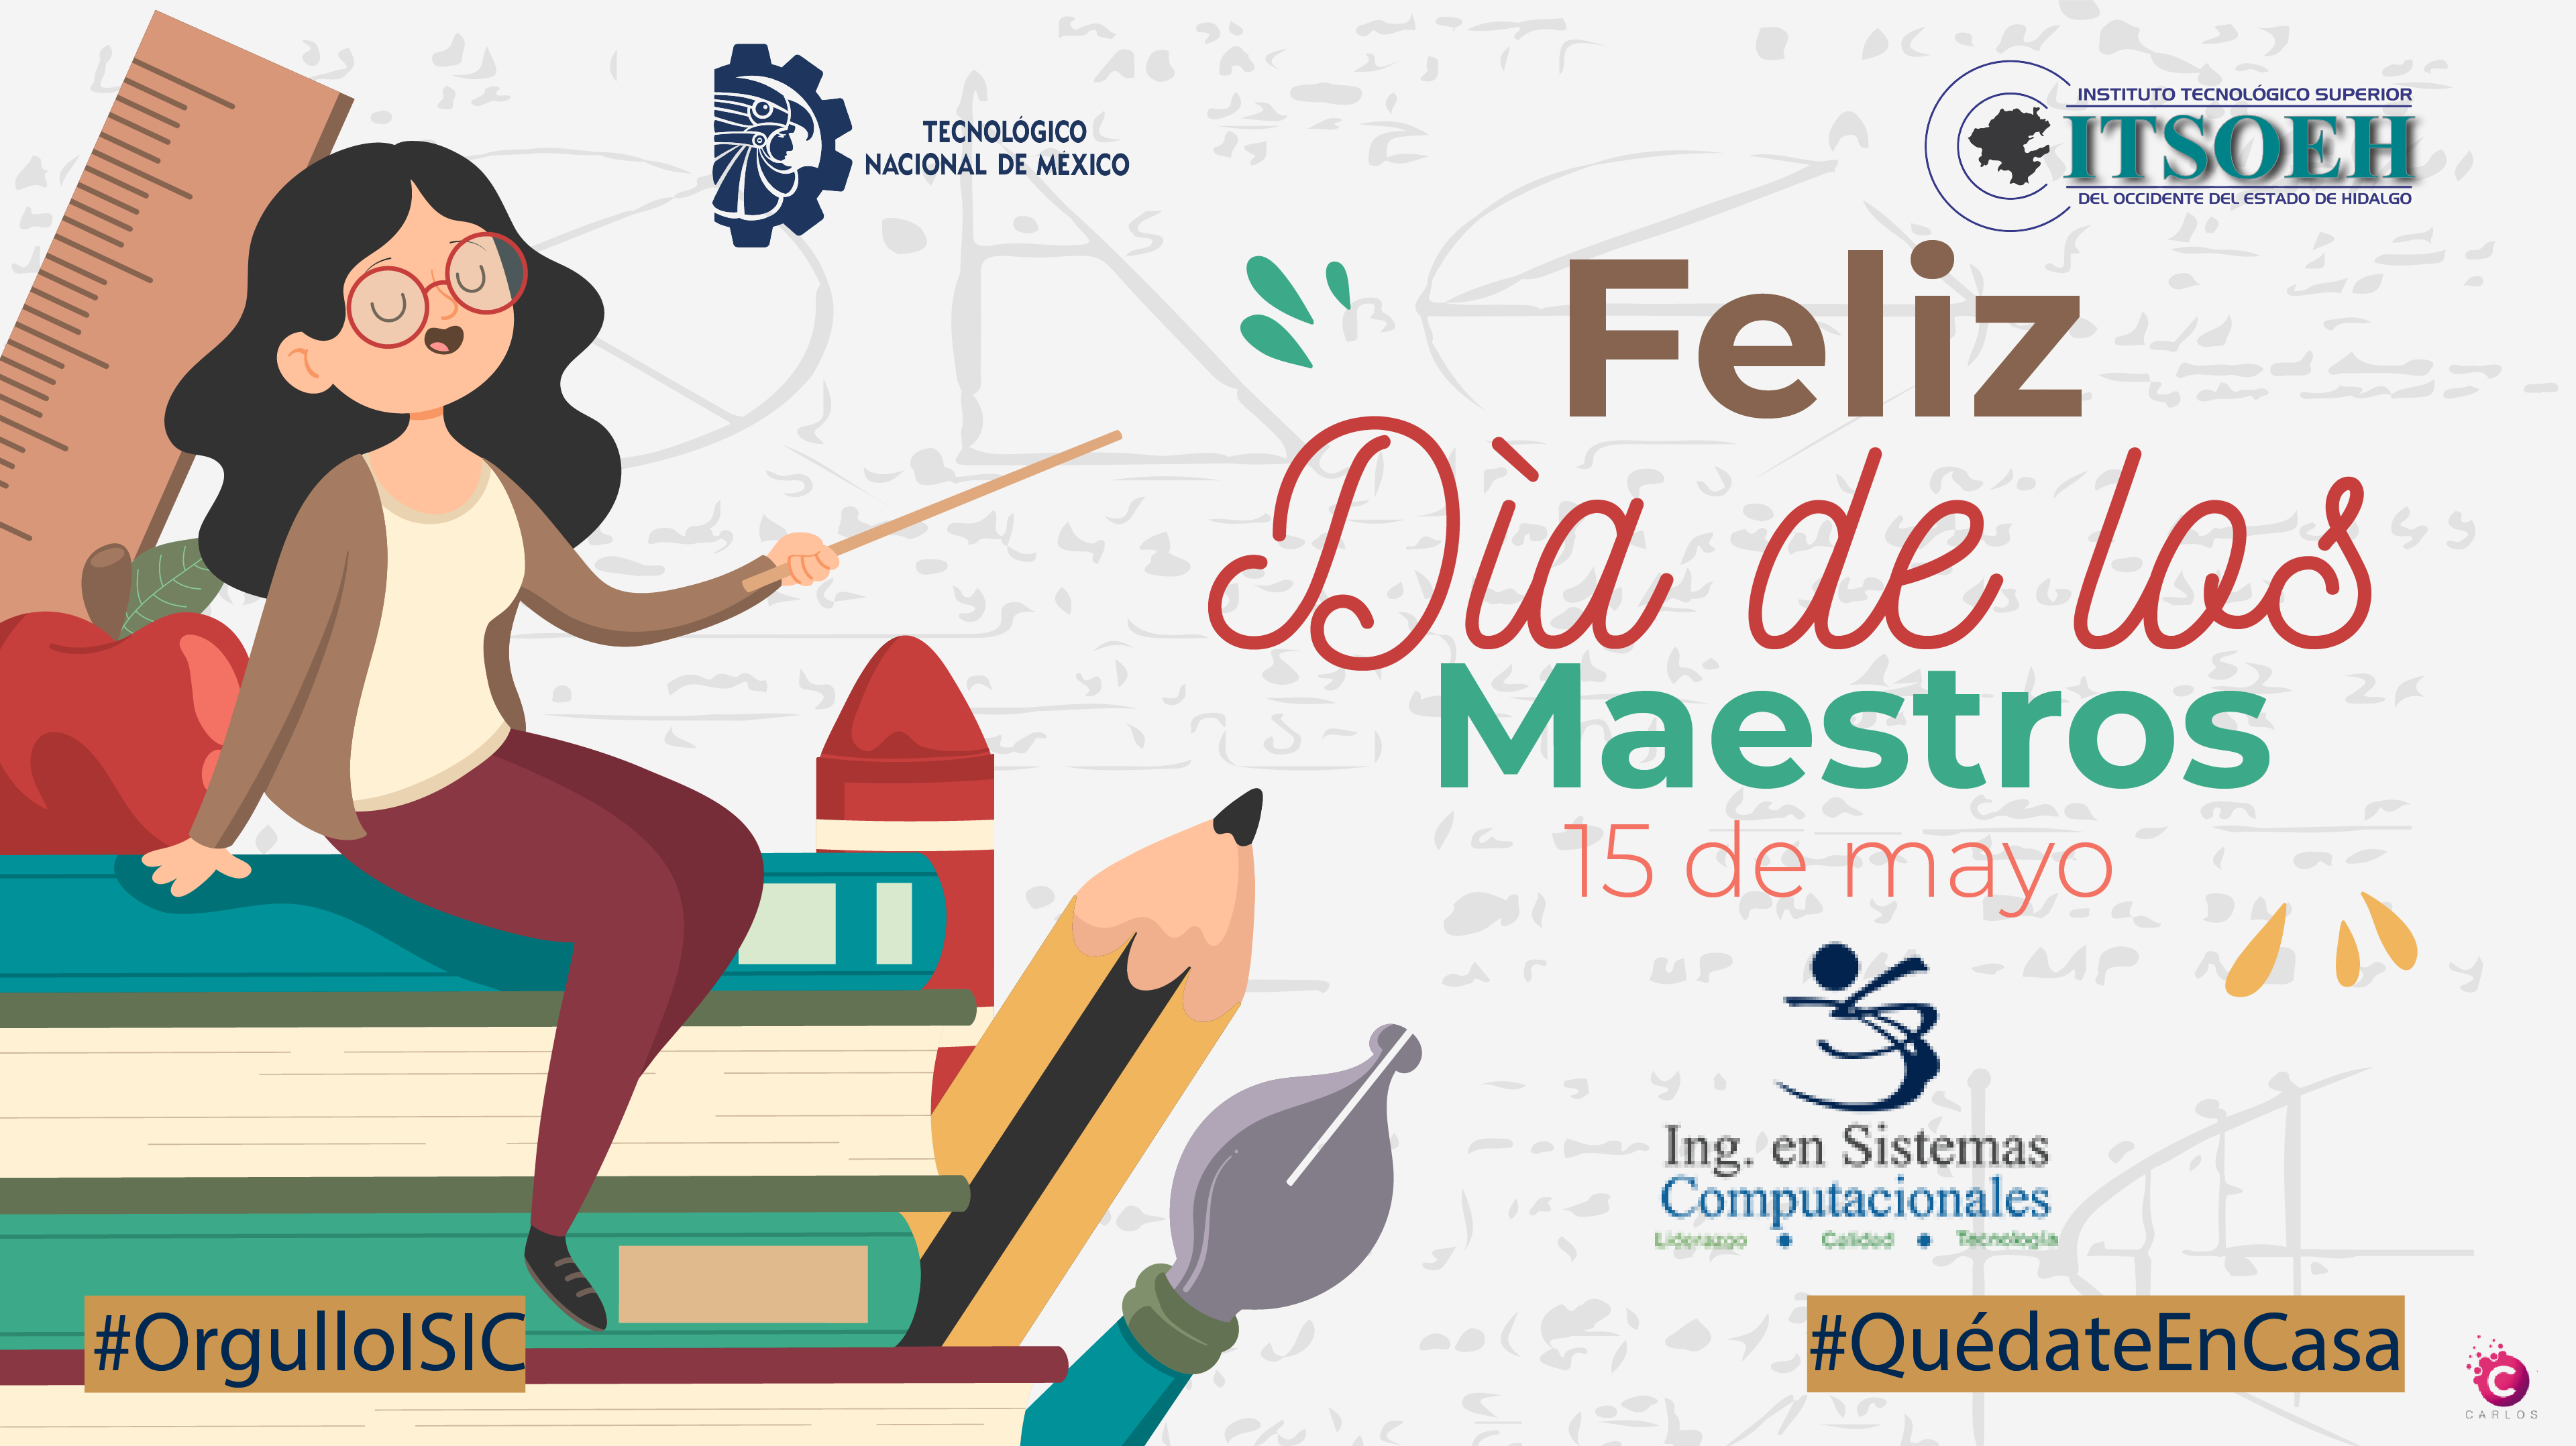 TECNOLÓGICO
NACIONAL DE MÉXICO
INSTITUTO TECNOLÓGICO SUPERIOR
ITSOEH
DEL OCCIDENTE DEL ESTADO DE HIDALGO
Feliz
Dìa de los
Maestros
15 de mayo
Ing. en Sistemas
Computacionales
Liderazgo • Calidad • Tecnología
#OrgulloISIC
#QuédateEnCasa
C
CARLOS